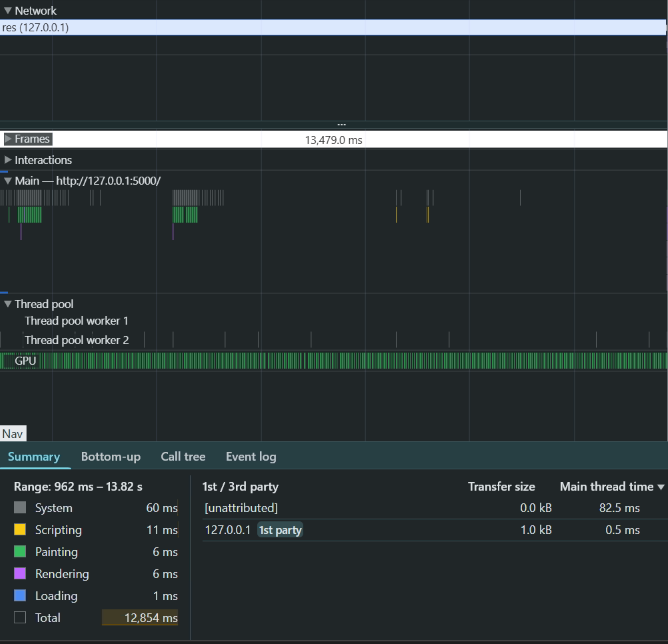 Network
res (127.0.0.1)
...
Frames
13,479.0 ms
Interactions
Main — http://127.0.0.1:5000/
Thread pool
Thread pool worker 1
Thread pool worker 2
GPU
Nav
Summary Bottom-up Call tree Event log
Range: 962 ms – 13.82 s
System 60 ms
Scripting 11 ms
Painting 6 ms
Rendering 6 ms
Loading 1 ms
Total 12,854 ms
1st / 3rd party Transfer size Main thread time
[unattributed] 0.0 kB 82.5 ms
127.0.0.1 1st party 1.0 kB 0.5 ms